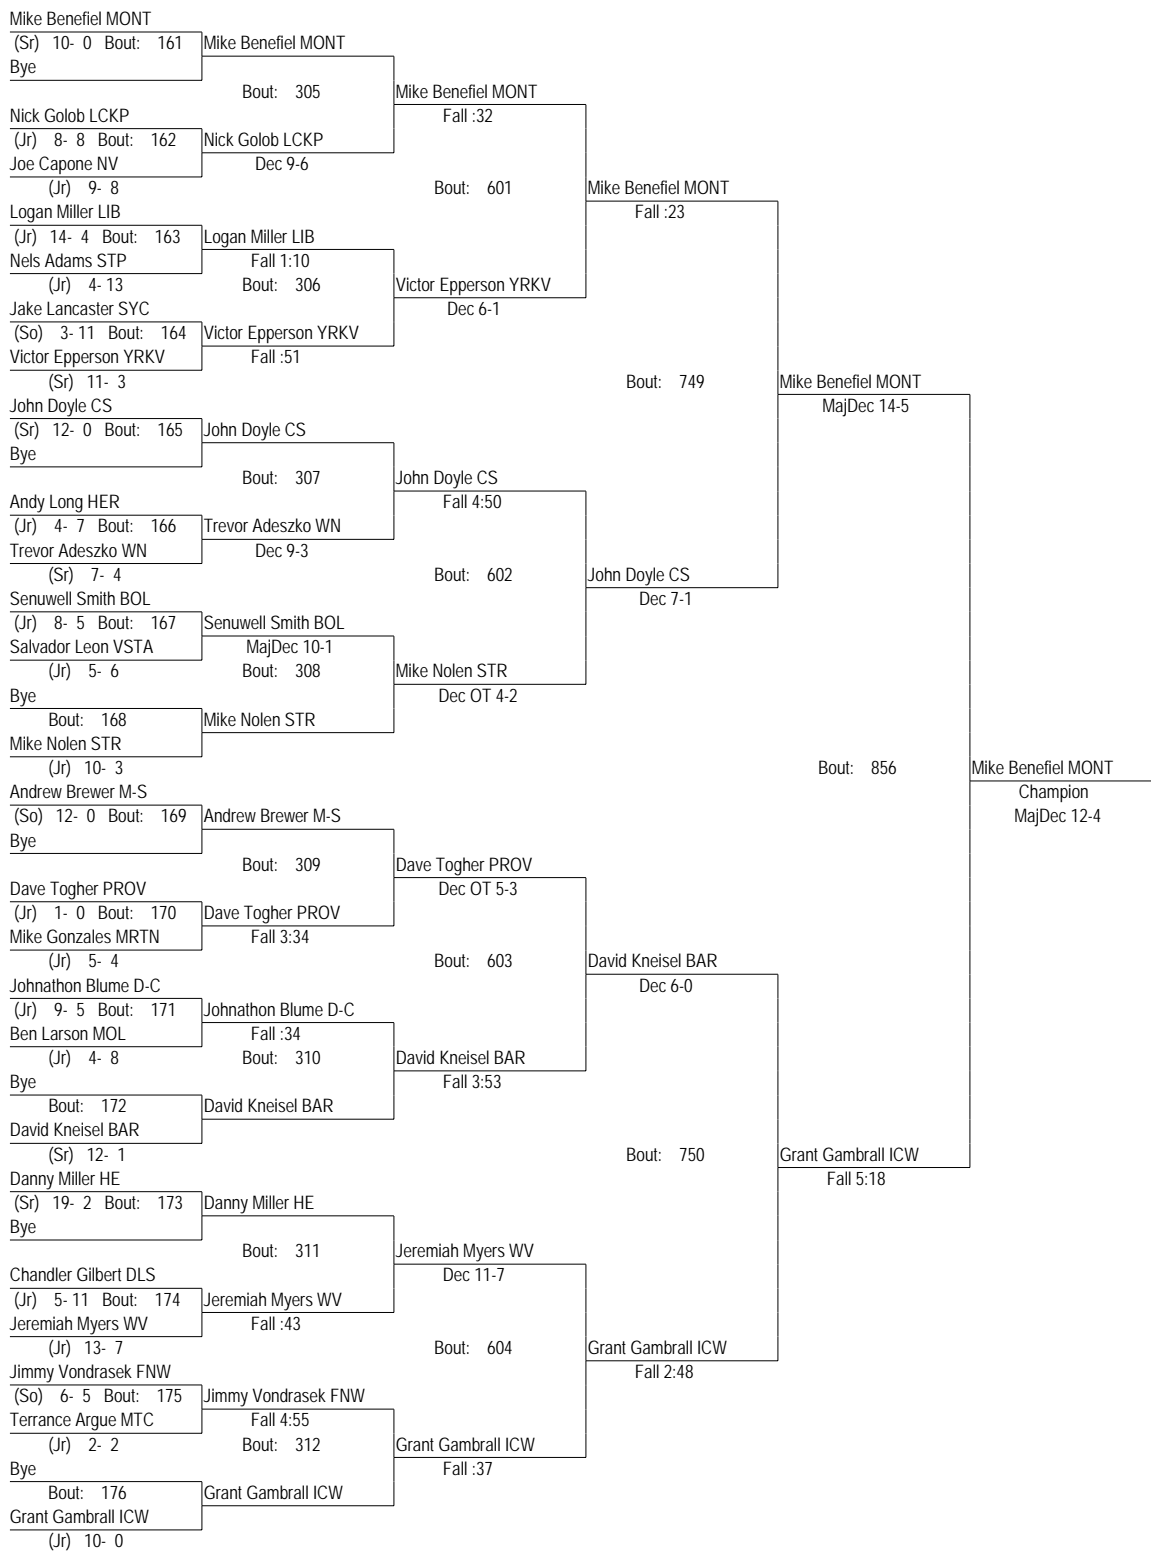 Mike Benefiel MONT
(Sr) 10- 0 Bout: 161 Mike Benefiel MONT
Bye
Bout: 305 Mike Benefiel MONT
Nick Golob LCKP Fall :32
(Jr) 8- 8 Bout: 162 Nick Golob LCKP
Joe Capone NV Dec 9-6
(Jr) 9- 8 Bout: 601 Mike Benefiel MONT
Logan Miller LIB Fall :23
(Jr) 14- 4 Bout: 163 Logan Miller LIB
Nels Adams STP Fall 1:10
(Jr) 4- 13 Bout: 306 Victor Epperson YRKV
Jake Lancaster SYC Dec 6-1
(So) 3- 11 Bout: 164 Victor Epperson YRKV
Victor Epperson YRKV Fall :51
(Sr) 11- 3 Bout: 749 Mike Benefiel MONT
John Doyle CS MajDec 14-5
(Sr) 12- 0 Bout: 165 John Doyle CS
Bye
Bout: 307 John Doyle CS
Andy Long HER Fall 4:50
(Jr) 4- 7 Bout: 166 Trevor Adeszko WN
Trevor Adeszko WN Dec 9-3
(Sr) 7- 4 Bout: 602 John Doyle CS
Senuwell Smith BOL Dec 7-1
(Jr) 8- 5 Bout: 167 Senuwell Smith BOL
Salvador Leon VSTA MajDec 10-1
(Jr) 5- 6 Bout: 308 Mike Nolen STR
Bye Dec OT 4-2
Bout: 168 Mike Nolen STR
Mike Nolen STR
(Jr) 10- 3 Bout: 856 Mike Benefiel MONT
Andrew Brewer M-S Champion
(So) 12- 0 Bout: 169 Andrew Brewer M-S MajDec 12-4
Bye
Bout: 309 Dave Togher PROV
Dave Togher PROV Dec OT 5-3
(Jr) 1- 0 Bout: 170 Dave Togher PROV
Mike Gonzales MRTN Fall 3:34
(Jr) 5- 4 Bout: 603 David Kneisel BAR
Johnathon Blume D-C Dec 6-0
(Jr) 9- 5 Bout: 171 Johnathon Blume D-C
Ben Larson MOL Fall :34
(Jr) 4- 8 Bout: 310 David Kneisel BAR
Bye Fall 3:53
Bout: 172 David Kneisel BAR
David Kneisel BAR
(Sr) 12- 1 Bout: 750 Grant Gambrall ICW
Danny Miller HE Fall 5:18
(Sr) 19- 2 Bout: 173 Danny Miller HE
Bye
Bout: 311 Jeremiah Myers WV
Chandler Gilbert DLS Dec 11-7
(Jr) 5- 11 Bout: 174 Jeremiah Myers WV
Jeremiah Myers WV Fall :43
(Jr) 13- 7 Bout: 604 Grant Gambrall ICW
Jimmy Vondrasek FNW Fall 2:48
(So) 6- 5 Bout: 175 Jimmy Vondrasek FNW
Terrance Argue MTC Fall 4:55
(Jr) 2- 2 Bout: 312 Grant Gambrall ICW
Bye Fall :37
Bout: 176 Grant Gambrall ICW
Grant Gambrall ICW
(Jr) 10- 0